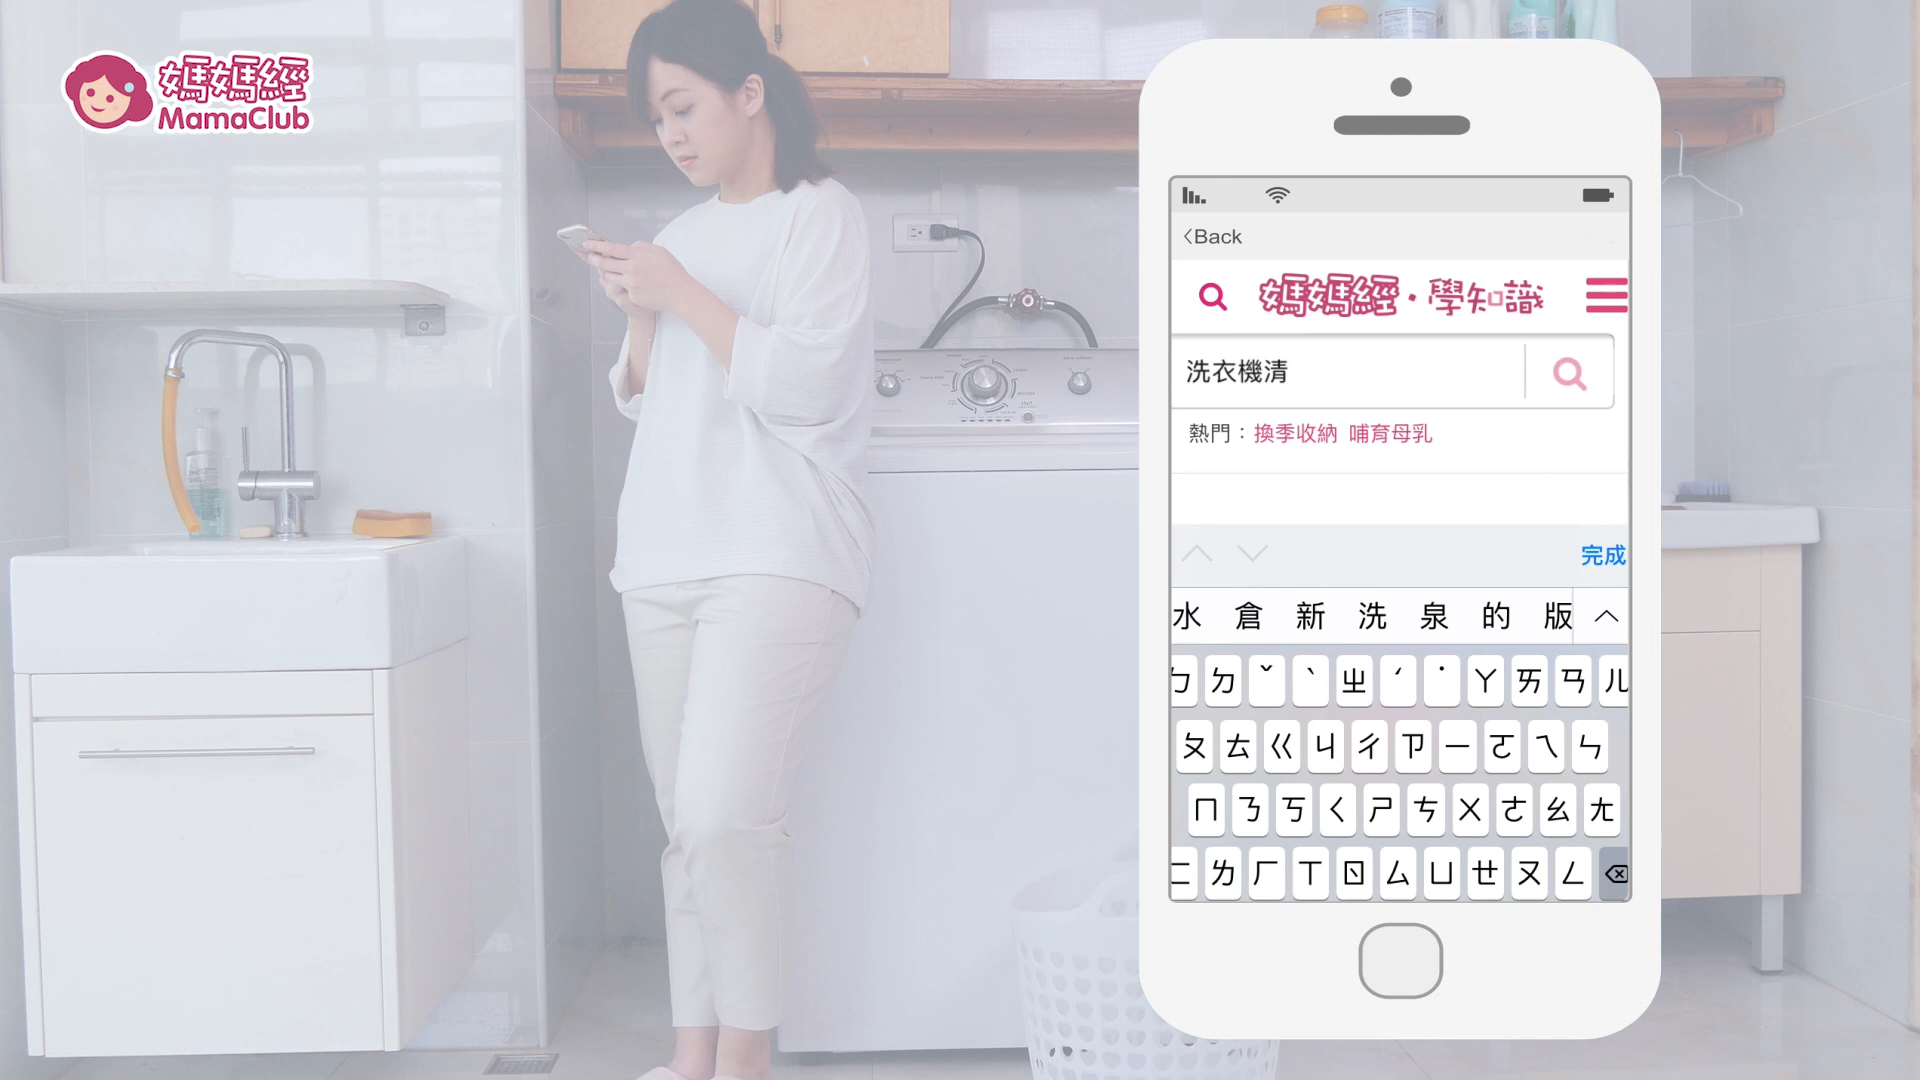 媽媽經
MamaClub
Back
媽媽經・學知識
洗衣機清
熱門：換季收納 哺育母乳
完成
水 倉 新 洗 泉 的 版
ㄅ ㄉ ˇ ˋ ㄓ ˊ ˙ ㄚ ㄞ ㄢ ㄦ
ㄆ ㄊ ㄍ ㄐ ㄔ ㄗ ㄧ ㄛ ㄟ ㄣ
ㄇ ㄋ ㄎ ㄑ ㄕ ㄘ ㄨ ㄜ ㄠ ㄤ
ㄈ ㄌ ㄏ ㄒ ㄖ ㄙ ㄩ ㄝ ㄡ ㄥ